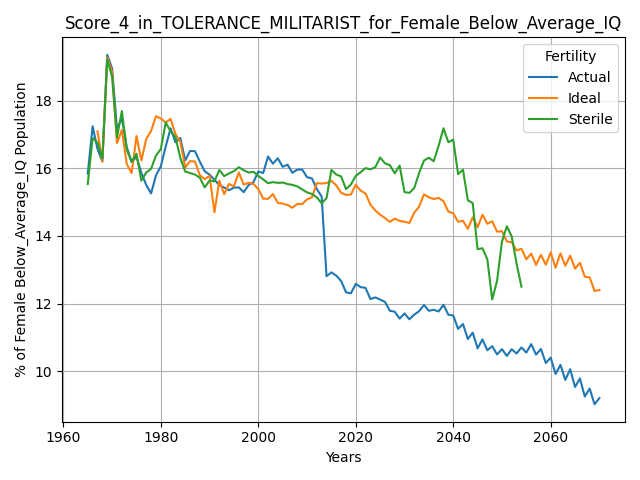 Score_4_in_TOLERANCE_MILITARIST_for_Female_Below_Average_IQ
% of Female Below_Average_IQ Population
18
16
14
12
10
Fertility
Actual
Ideal
Sterile
1960 1980 2000 2020 2040 2060
Years